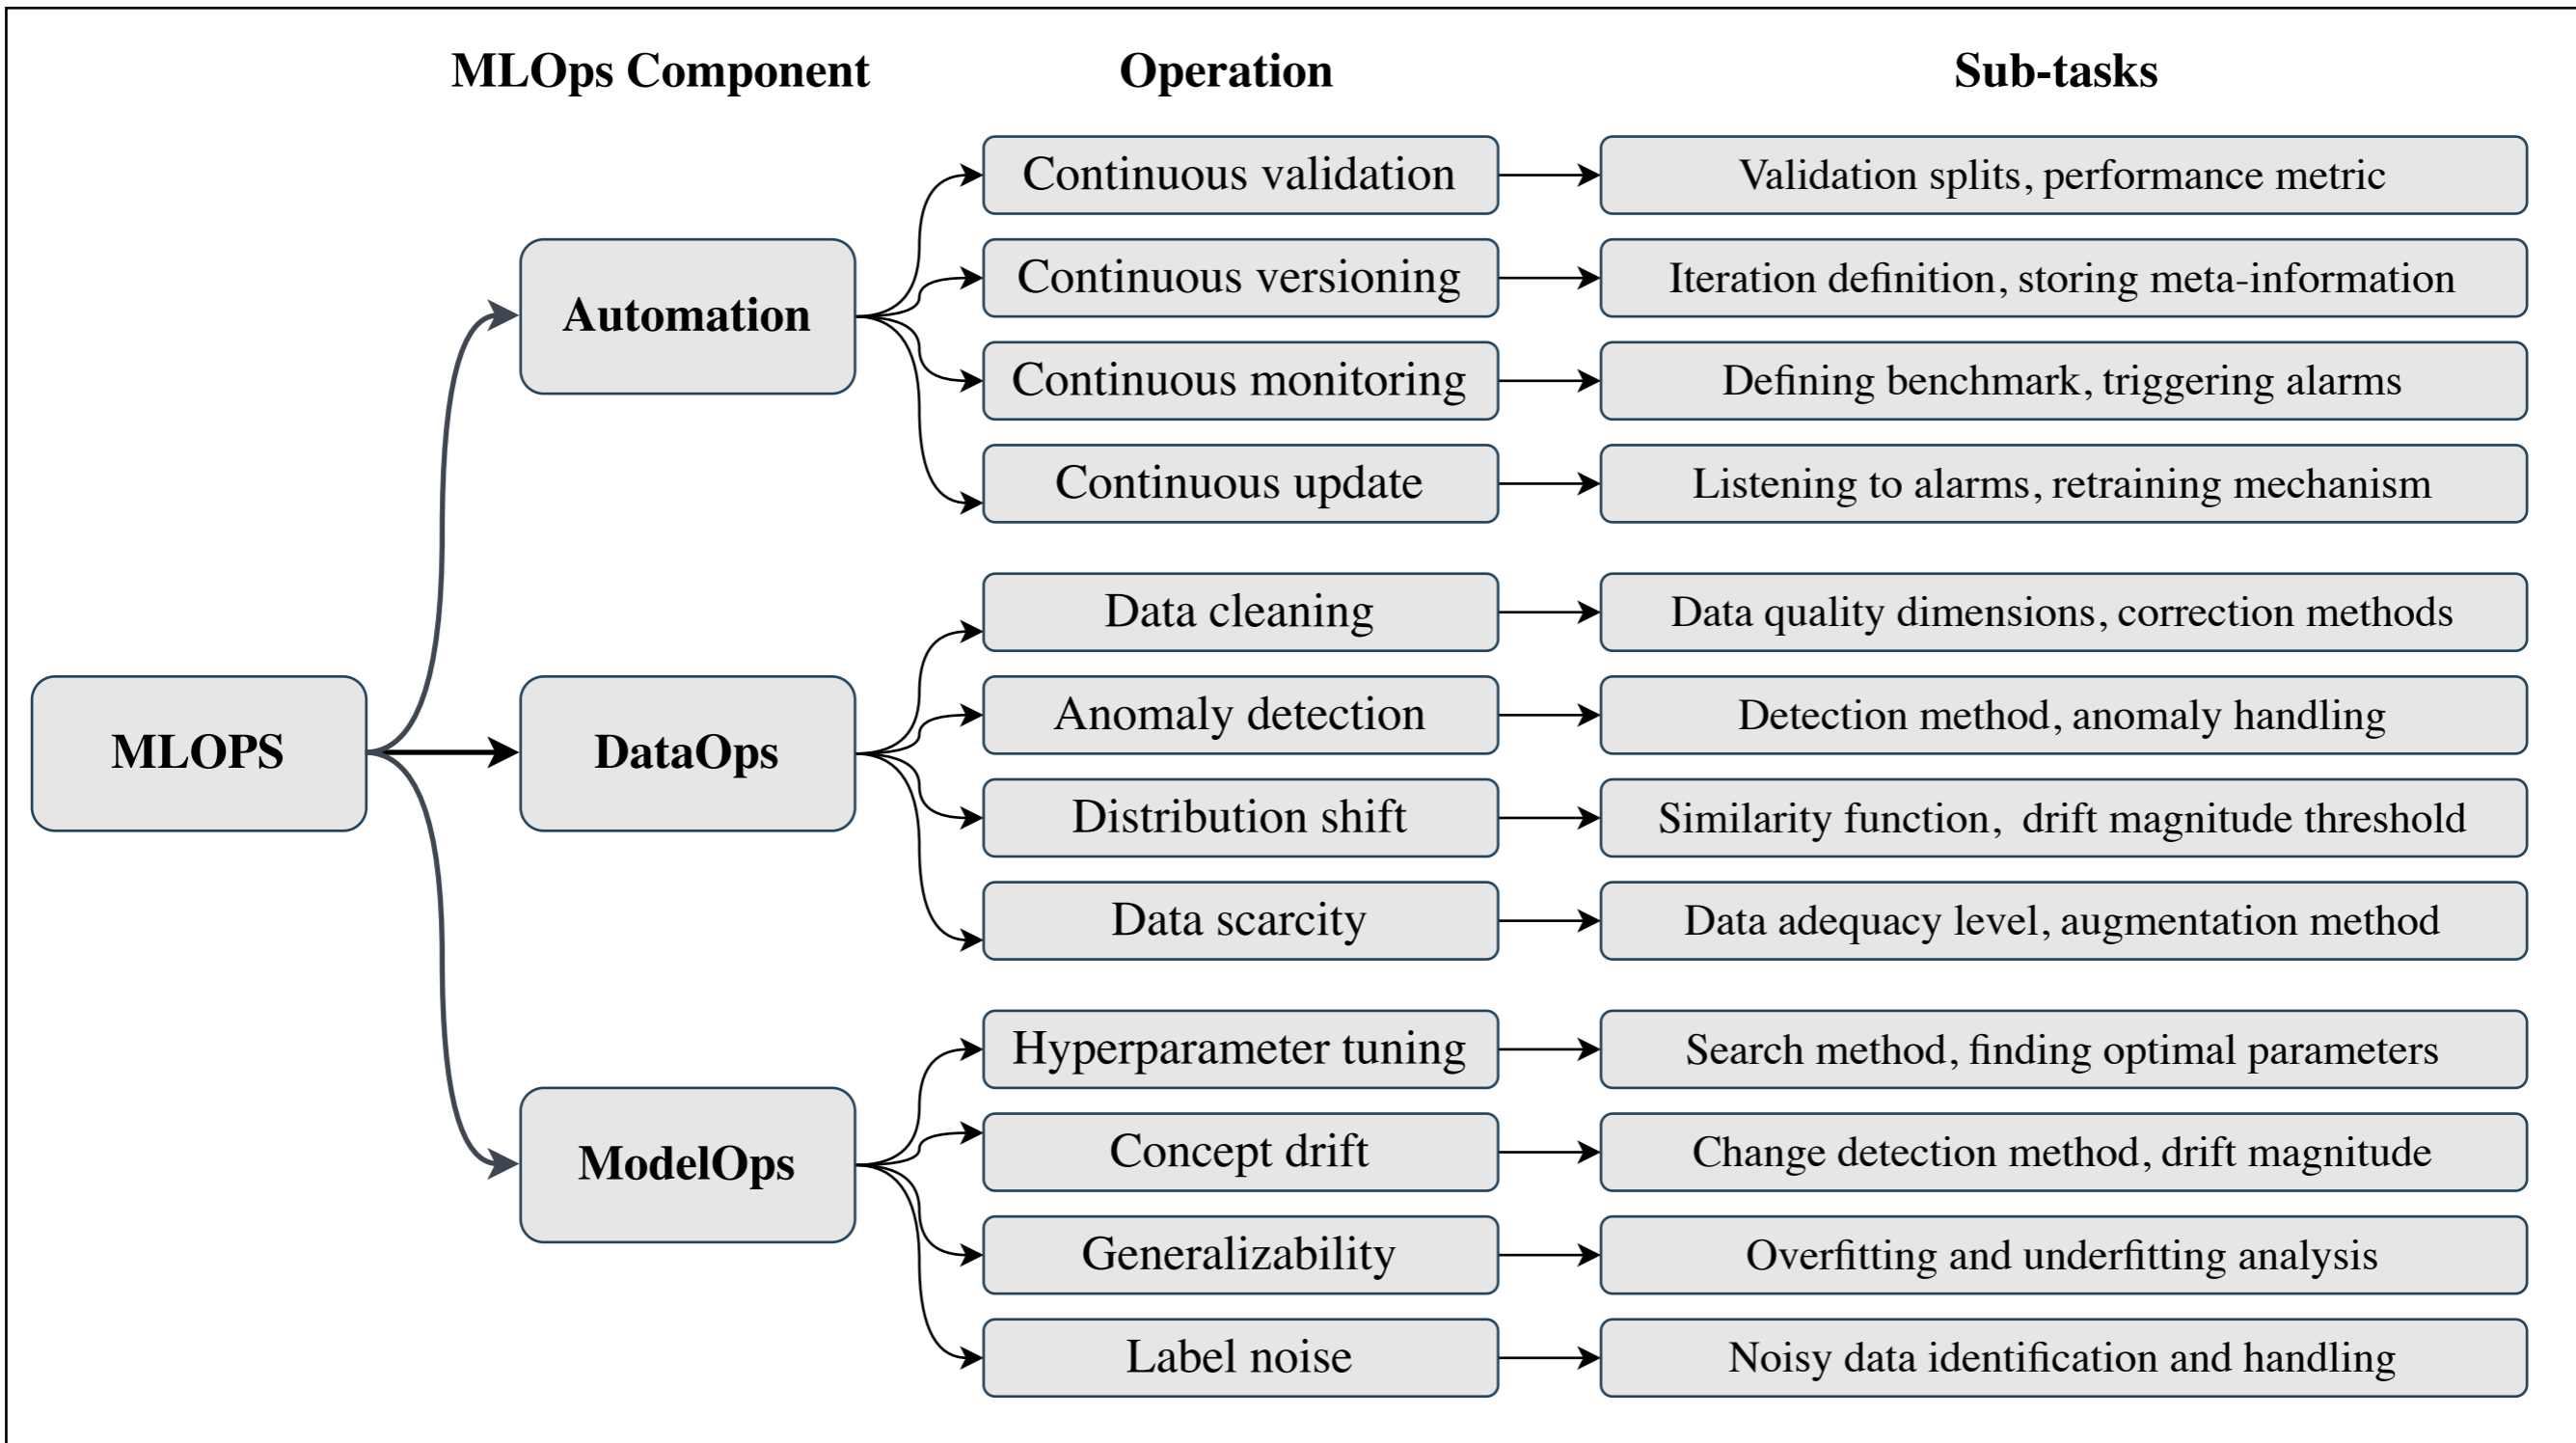 MLOps Component
Operation
Sub-tasks
Continuous validation
Validation splits, performance metric
Continuous versioning
Iteration definition, storing meta-information
Automation
Continuous monitoring
Defining benchmark, triggering alarms
Continuous update
Listening to alarms, retraining mechanism
Data cleaning
Data quality dimensions, correction methods
Anomaly detection
Detection method, anomaly handling
MLOPS
DataOps
Distribution shift
Similarity function, drift magnitude threshold
Data scarcity
Data adequacy level, augmentation method
Hyperparameter tuning
Search method, finding optimal parameters
Concept drift
Change detection method, drift magnitude
ModelOps
Generalizability
Overfitting and underfitting analysis
Label noise
Noisy data identification and handling